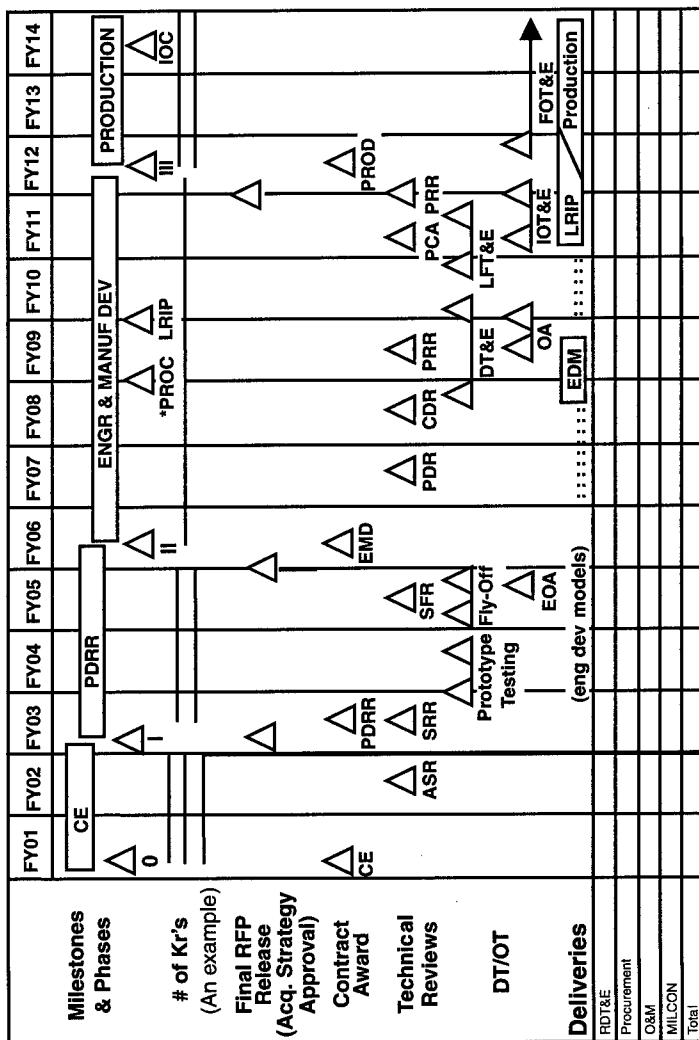 FY01 FY02 FY03 FY04 FY05 FY06 FY07 FY08 FY09 FY10 FY11 FY12 FY13 FY14
Milestones
& Phases
CE
PDRR
ENGR & MANUF DEV
PRODUCTION
0
I
II
*PROC
LRIP
III
IOC
# of Kr's
(An example)
Final RFP
Release
(Acq. Strategy
Approval)
Contract
Award
CE
PDRR
EMD
PROD
Technical
Reviews
ASR
SRR
SFR
PDR
CDR
PRR
PCA
PRR
DT/OT
Prototype
Testing
Fly-Off
DT&E
LFT&E
EOA
OA
IOT&E
FOT&E
Deliveries
(eng dev models)
EDM
LRIP
Production
RDT&E
Procurement
O&M
MILCON
Total